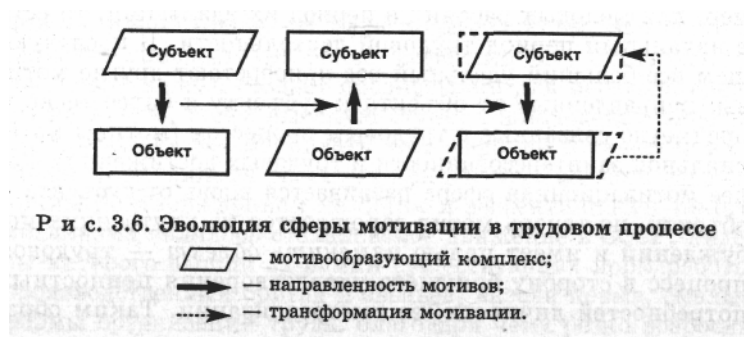 Субъект Субъект Субъект
Объект Объект Объект
Р и с. 3.6. Эволюция сферы мотивации в трудовом процессе
— мотивообразующий комплекс;
— направленность мотивов;
— трансформация мотивации.